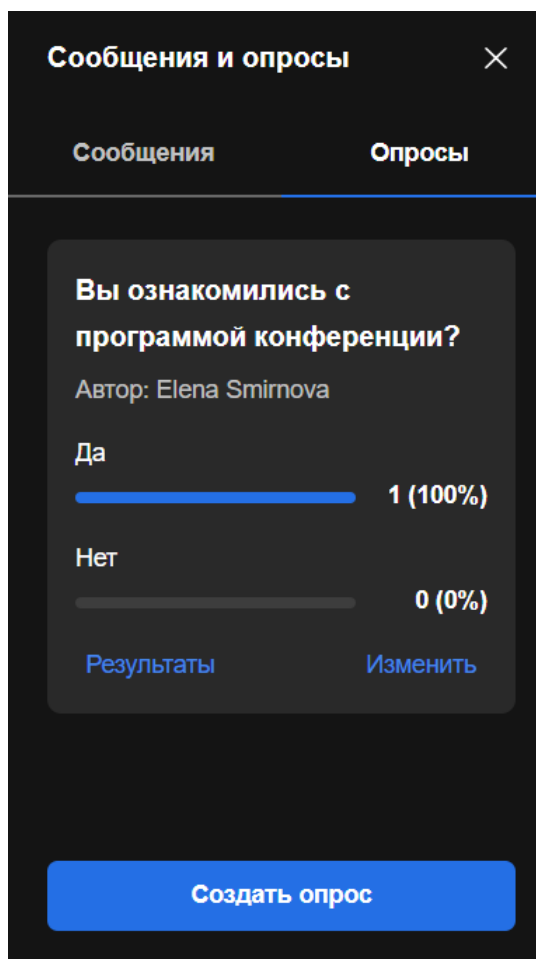 Сообщения и опросы
Сообщения
Опросы
Вы ознакомились с
программой конференции?
Автор: Elena Smirnova
Да
1 (100%)
Нет
0 (0%)
Результаты
Изменить
Создать опрос